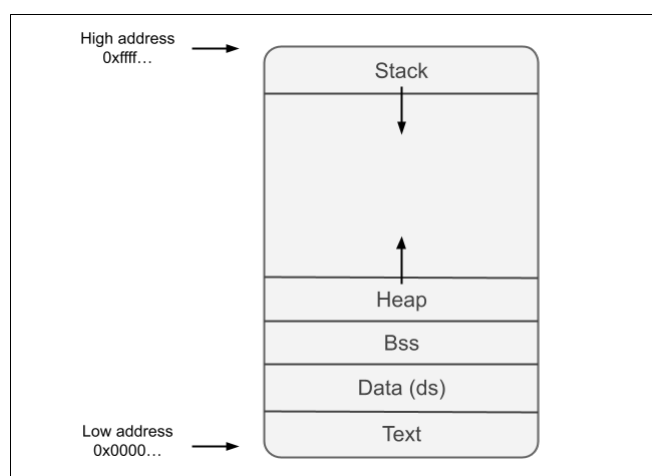 High address
0xffff…
Stack
Heap
Bss
Data (ds)
Low address
0x0000…
Text